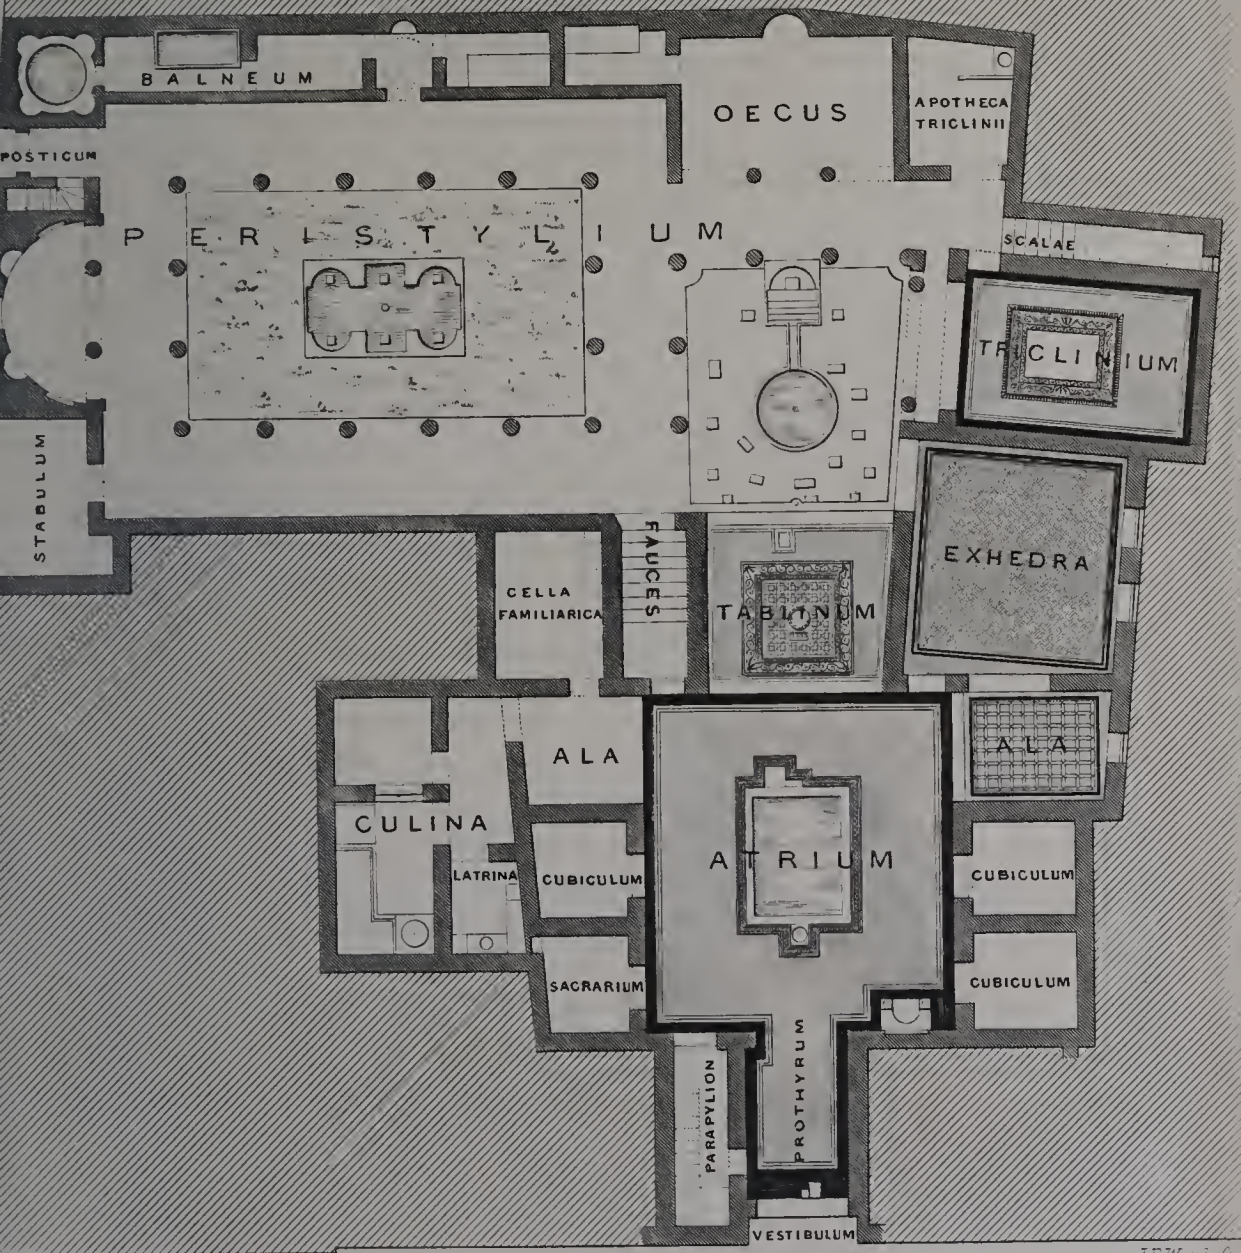 BALNEUM
OECUS
APOTHECA
TRICLINII
POSTICUM
PERISTYLIUM
SCALAE
TRICLINIUM
STABULUM
EXHEDRA
FAUCES
CELLA
FAMILIARICA
TABLINUM
ALA
ALA
CULINA
ATRIUM
LATRINA
CUBICULUM
CUBICULUM
SACRARIUM
CUBICULUM
PROTHYRUM
PARAPYLION
VESTIBULUM